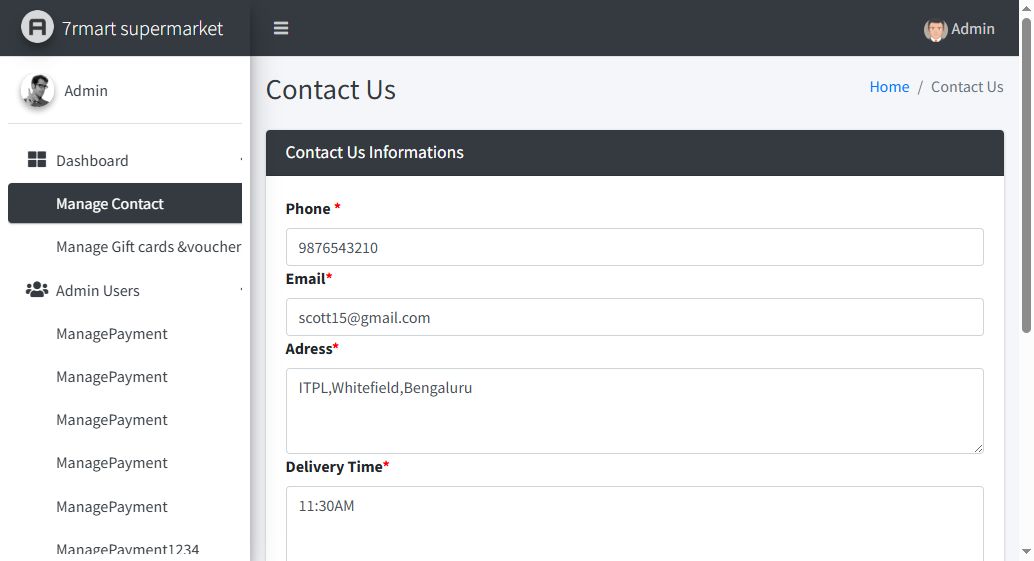 7rmart supermarket
Admin
Admin
Dashboard
Manage Contact
Manage Gift cards &voucher
Admin Users
ManagePayment
ManagePayment
ManagePayment
ManagePayment
ManagePayment
ManagePayment1234
Contact Us
Home / Contact Us
Contact Us Informations
Phone *
9876543210
Email*
scott15@gmail.com
Adress*
ITPL,Whitefield,Bengaluru
Delivery Time*
11:30AM